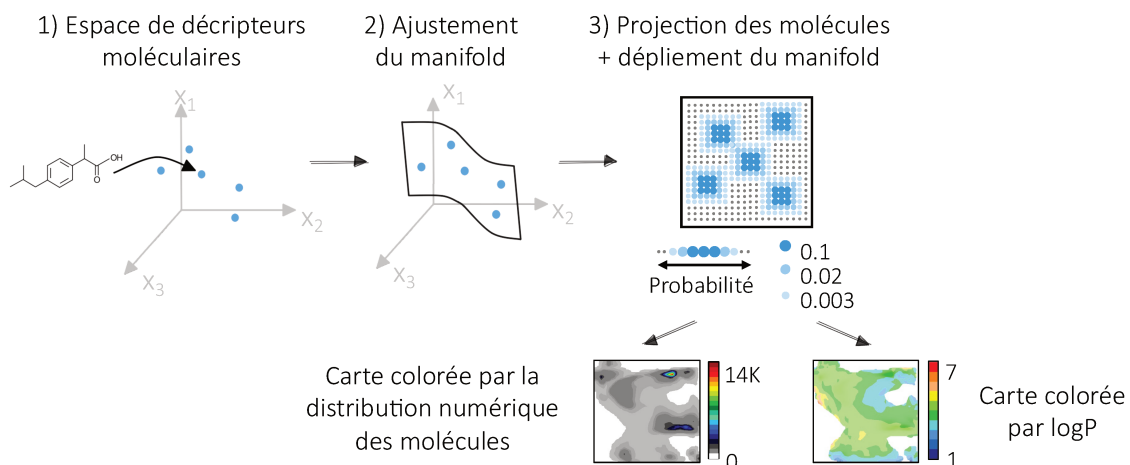 1) Espace de décripteurs
moléculaires
2) Ajustement
du manifold
3) Projection des molécules
+ dépliement du manifold
X1
X2
X3
OH
O
X1
X2
X3
Probabilité
0.1
0.02
0.003
Carte colorée par la
distribution numérique
des molécules
14K
0
7
1
Carte colorée
par logP